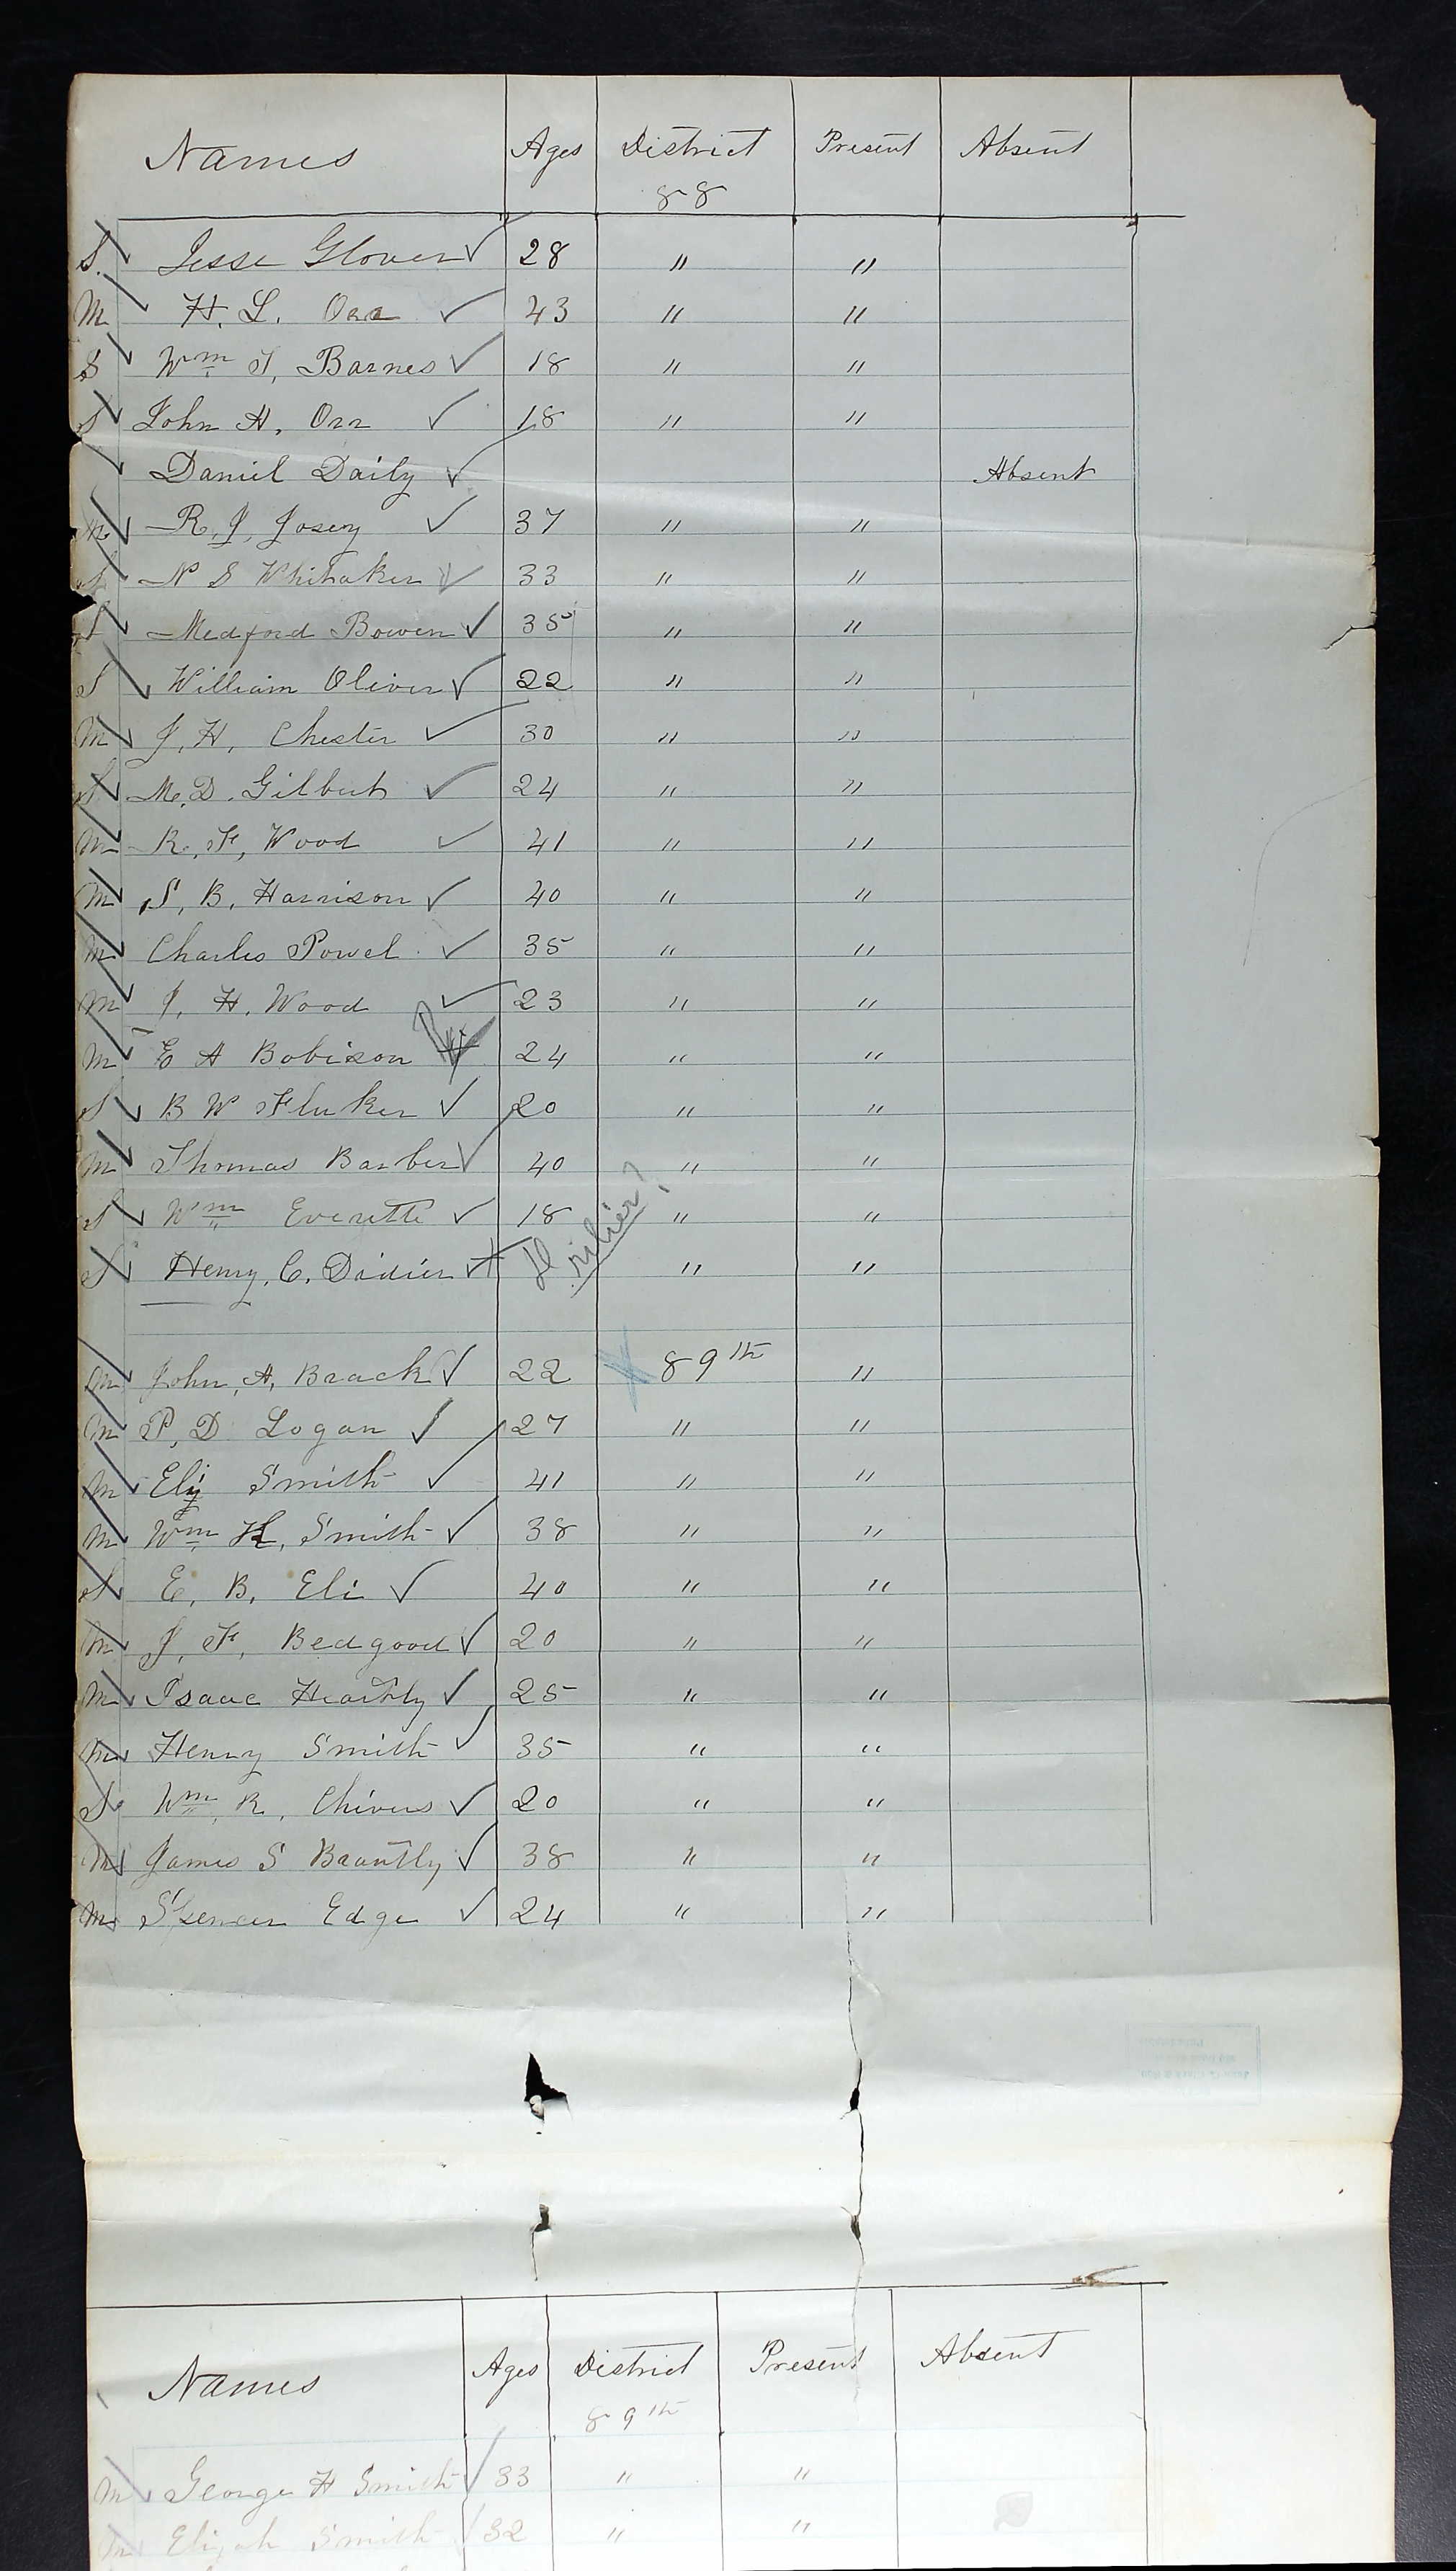 Names Ages District Present Absent
88
S. Jesse Glover 28 " "
M H. L. Orr 43 " "
S Wm T, Barnes 18 " "
S John H, Orr 18 " "
Daniel Daily Absent
M R, J, Josey 37 " "
S N S Whitaker 33 " "
S Medford Bowen 35 " "
S William Oliver 22 " "
M J, H, Chester 30 " "
S M, D. Gilbert 24 " "
M R, F, Wood 41 " "
M S, B, Harrison 40 " "
M Charles Powel 35 " "
M J, H, Wood 23 " "
M E A Bobison 24 " "
S B W Fluker 20 " "
M Thomas Barber 40 " "
S Wm Everette 18 " "
S Henry, C, Didier " "
M John, A, Brack 22 89th "
M P, D Logan 27 " "
M Elij Smith 41 " "
M Wm H, Smith 38 " "
S E, B, Eli 40 " "
M J, F, Bedgood 20 " "
M Isaac Heathly 25 " "
M Henry Smith 35 " "
S Wm, R, Chivers 20 " "
M James S Brantly 38 " "
M Spencer Edge 24 " "
Names Ages District Present Absent
89th
M George H Smith 33 " "
M Elijah Smith 32 " "